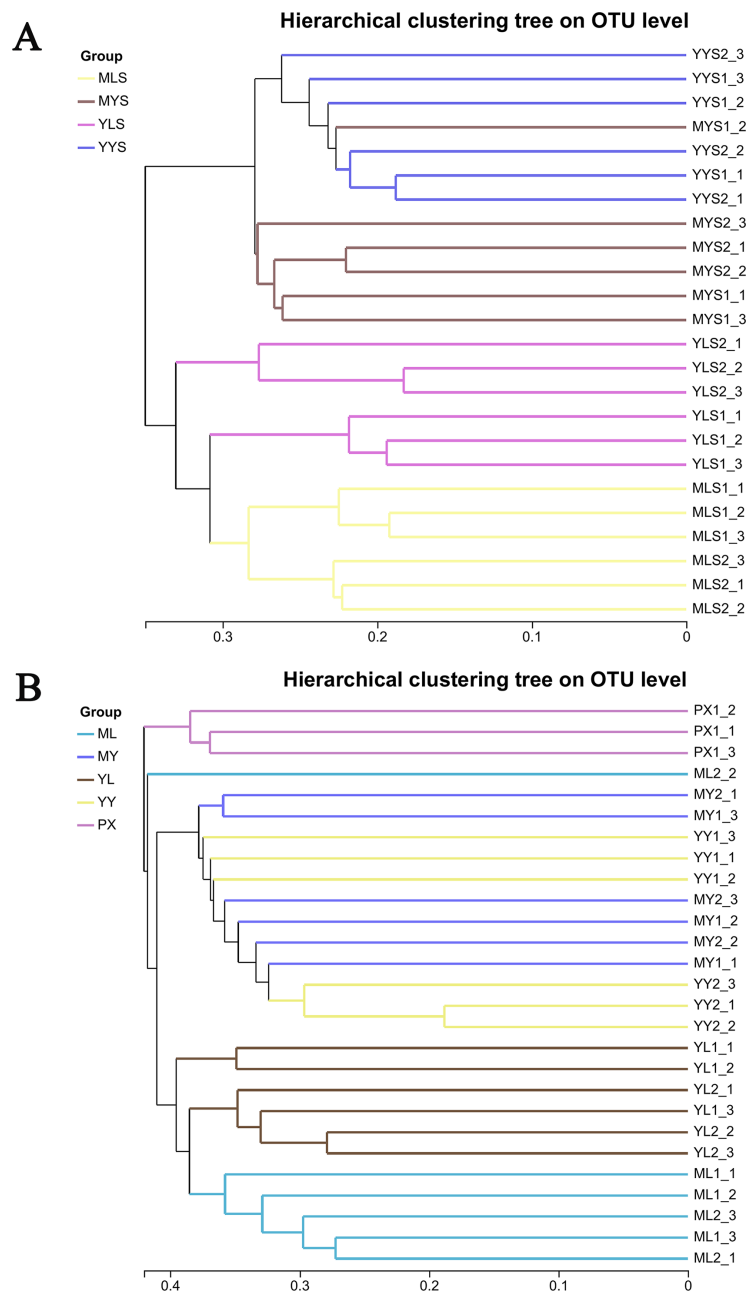 A
Hierarchical clustering tree on OTU level
Group
MLS
MYS
YLS
YYS
YYS2_3
YYS1_3
YYS1_2
MYS1_2
YYS2_2
YYS1_1
YYS2_1
MYS2_3
MYS2_1
MYS2_2
MYS1_1
MYS1_3
YLS2_1
YLS2_2
YLS2_3
YLS1_1
YLS1_2
YLS1_3
MLS1_1
MLS1_2
MLS1_3
MLS2_3
MLS2_1
MLS2_2
0.3 0.2 0.1 0
B
Hierarchical clustering tree on OTU level
Group
ML
MY
YL
YY
PX
PX1_2
PX1_1
PX1_3
ML2_2
MY2_1
MY1_3
YY1_3
YY1_1
YY1_2
MY2_3
MY1_2
MY2_2
MY1_1
YY2_3
YY2_1
YY2_2
YL1_1
YL1_2
YL2_1
YL1_3
YL2_2
YL2_3
ML1_1
ML1_2
ML2_3
ML1_3
ML2_1
0.4 0.3 0.2 0.1 0